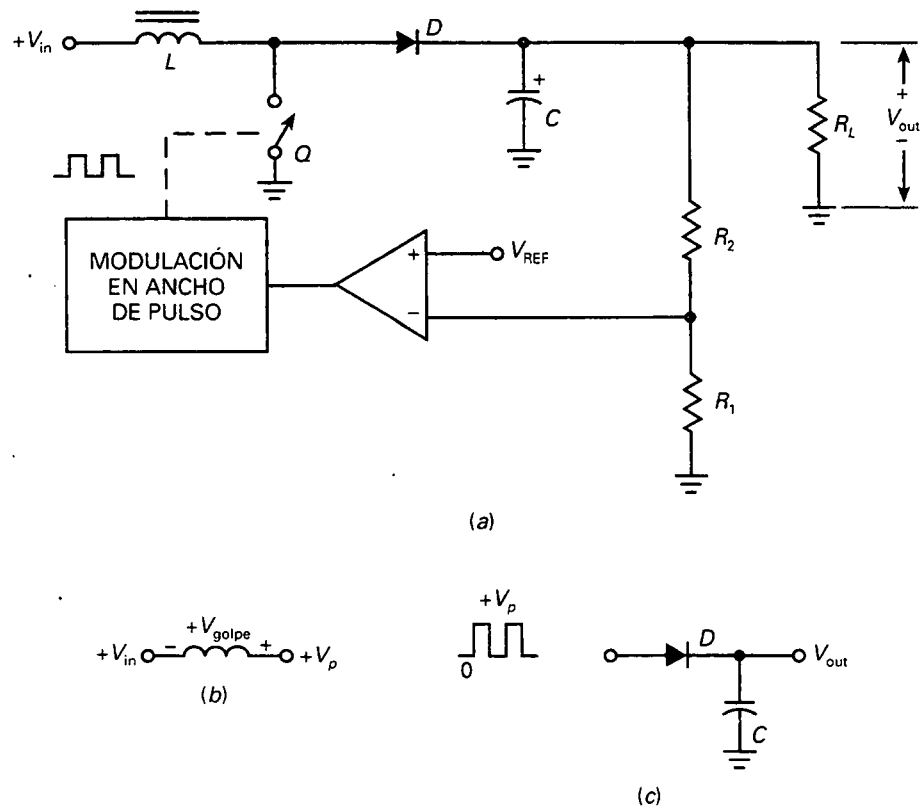 +V_in
L
D
+
C
R_L
+
V_out
-
Q
R_2
MODULACIÓN
EN ANCHO
DE PULSO
+
V_REF
-
R_1
(a)
+V_in
-
+V_golpe
+
+V_p
(b)
+V_p
0
D
V_out
C
(c)